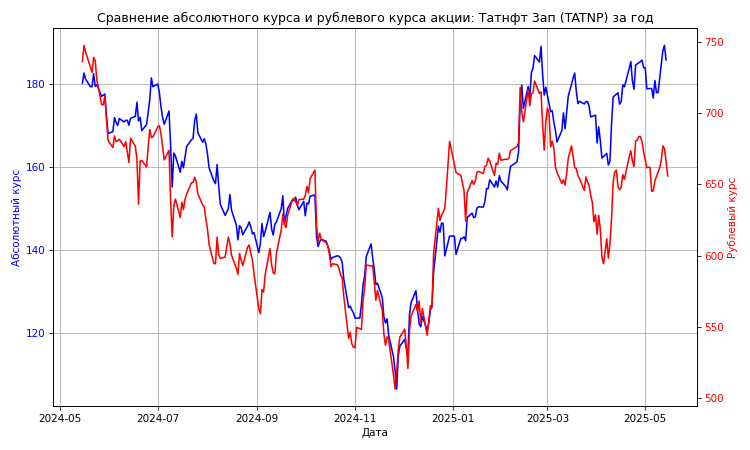 Сравнение абсолютного курса и рублевого курса акции: Татнфт 3ап (TATNP) за год
Абсолютный курс
180
160
140
120
750
700
650
600
550
500
Рублевый курс
2024-05 2024-07 2024-09 2024-11 2025-01 2025-03 2025-05
Дата